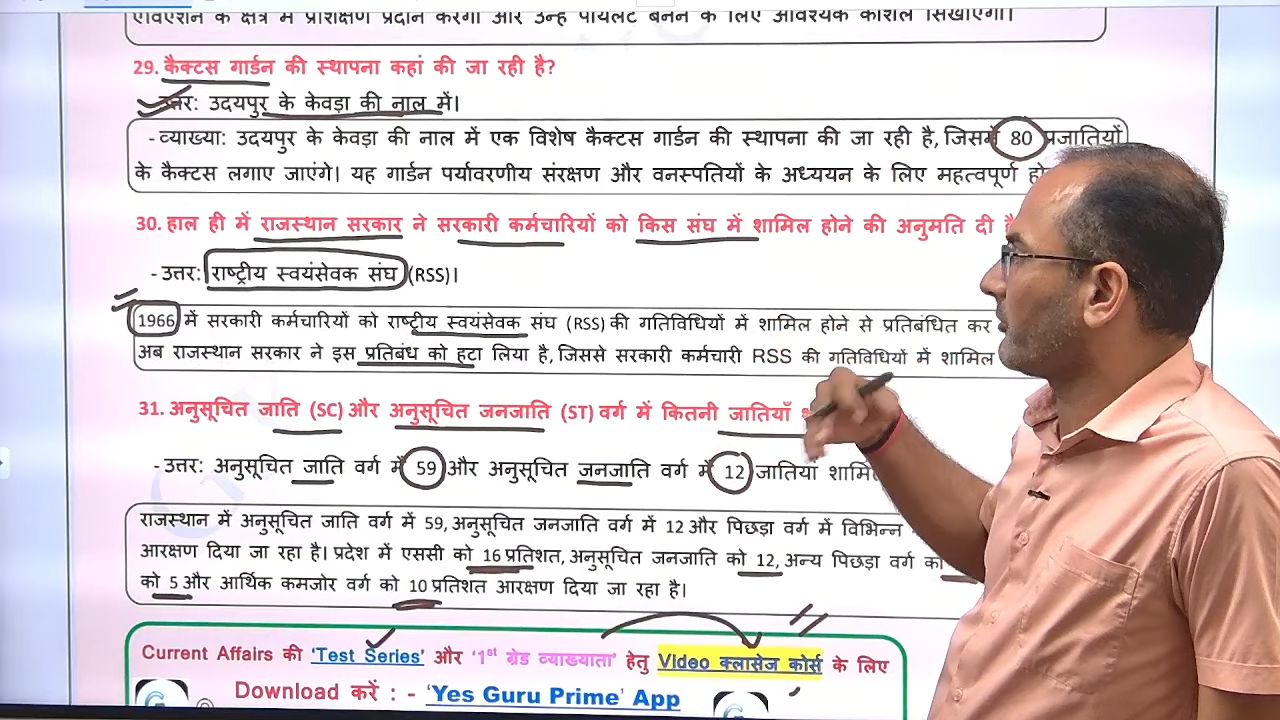 एविएशन के क्षेत्र में प्रशिक्षण प्रदान करेगा और उन्हें पायलट बनने के लिए आवश्यक कौशल सिखाएगा।
29. कैक्टस गार्डन की स्थापना कहां की जा रही है?
उत्तर: उदयपुर के केवड़ा की नाल में।
-व्याख्या: उदयपुर के केवड़ा की नाल में एक विशेष कैक्टस गार्डन की स्थापना की जा रही है, जिसमें 80 प्रजातियों
के कैक्टस लगाए जाएंगे। यह गार्डन पर्यावरणीय संरक्षण और वनस्पतियों के अध्ययन के लिए महत्वपूर्ण
30. हाल ही में राजस्थान सरकार ने सरकारी कर्मचारियों को किस संघ में शामिल होने की अनुमति दी
- उत्तर: राष्ट्रीय स्वयंसेवक संघ (RSS)।
1966 में सरकारी कर्मचारियों को राष्ट्रीय स्वयंसेवक संघ (RSS) की गतिविधियों में शामिल होने से प्रतिबंधित कर
अब राजस्थान सरकार ने इस प्रतिबंध को हटा लिया है, जिससे सरकारी कर्मचारी RSS की गतिविधियों में शामिल
31. अनुसूचित जाति (SC) और अनुसूचित जनजाति (ST) वर्ग में कितनी जातियाँ
-उत्तर: अनुसूचित जाति वर्ग में 59 और अनुसूचित जनजाति वर्ग में 12 जातियां
राजस्थान में अनुसूचित जाति वर्ग में 59, अनुसूचित जनजाति वर्ग में 12 और पिछड़ा वर्ग में विभिन्न
आरक्षण दिया जा रहा है। प्रदेश में एससी को 16 प्रतिशत, अनुसूचित जनजाति को 12, अन्य पिछड़ा वर्ग को
को 5 और आर्थिक कमजोर वर्ग को 10 प्रतिशत आरक्षण दिया जा रहा है।
Current Affairs की 'Test Series' और '1st ग्रेड व्याख्याता' हेतु Video क्लासेज कोर्स के लिए
Download करें : - 'Yes Guru Prime' App